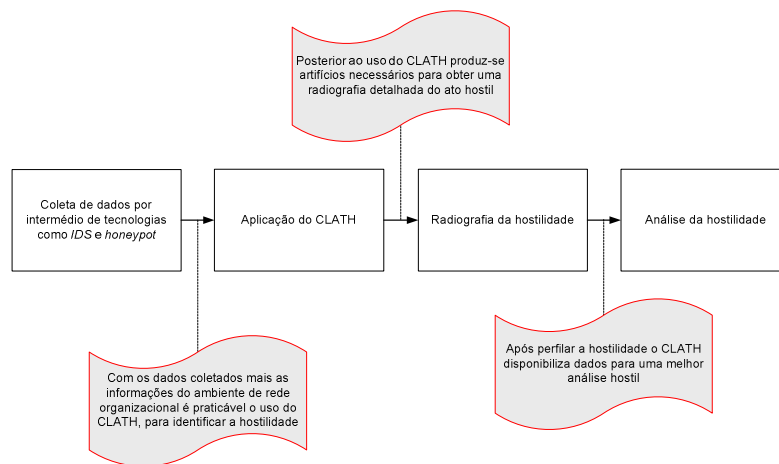 Posterior ao uso do CLATH produz-se
artifícios necessários para obter uma
radiografia detalhada do ato hostil
Coleta de dados por
intermédio de tecnologias
como IDS e honeypot
Aplicação do CLATH
Radiografia da hostilidade
Análise da hostilidade
Com os dados coletados mais as
informações do ambiente de rede
organizacional é praticável o uso do
CLATH, para identificar a hostilidade
Após perfilar a hostilidade o CLATH
disponibiliza dados para uma melhor
análise hostil